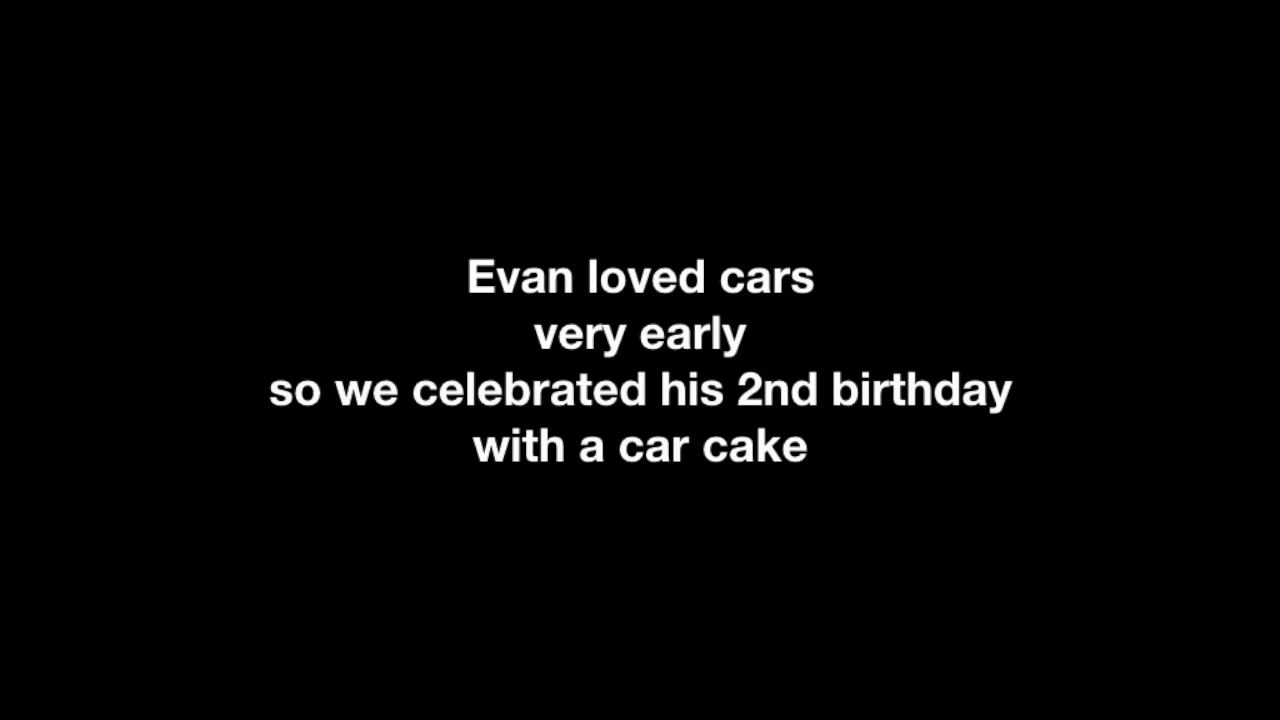 Evan loved cars
very early
so we celebrated his 2nd birthday
with a car cake